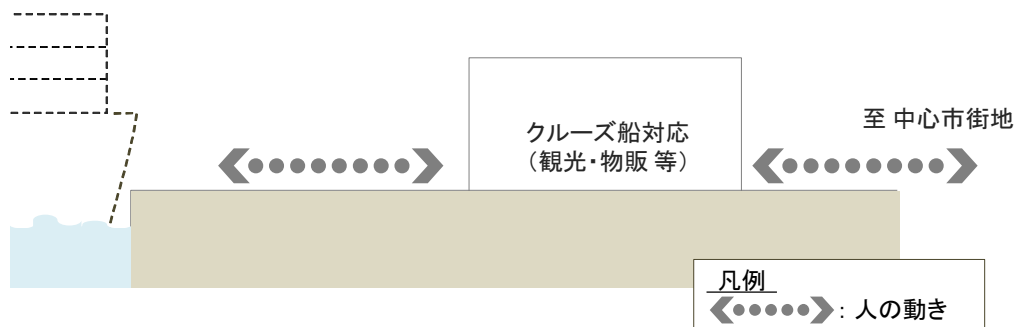 クルーズ船対応
(観光・物販 等)
至 中心市街地
凡例
: 人の動き